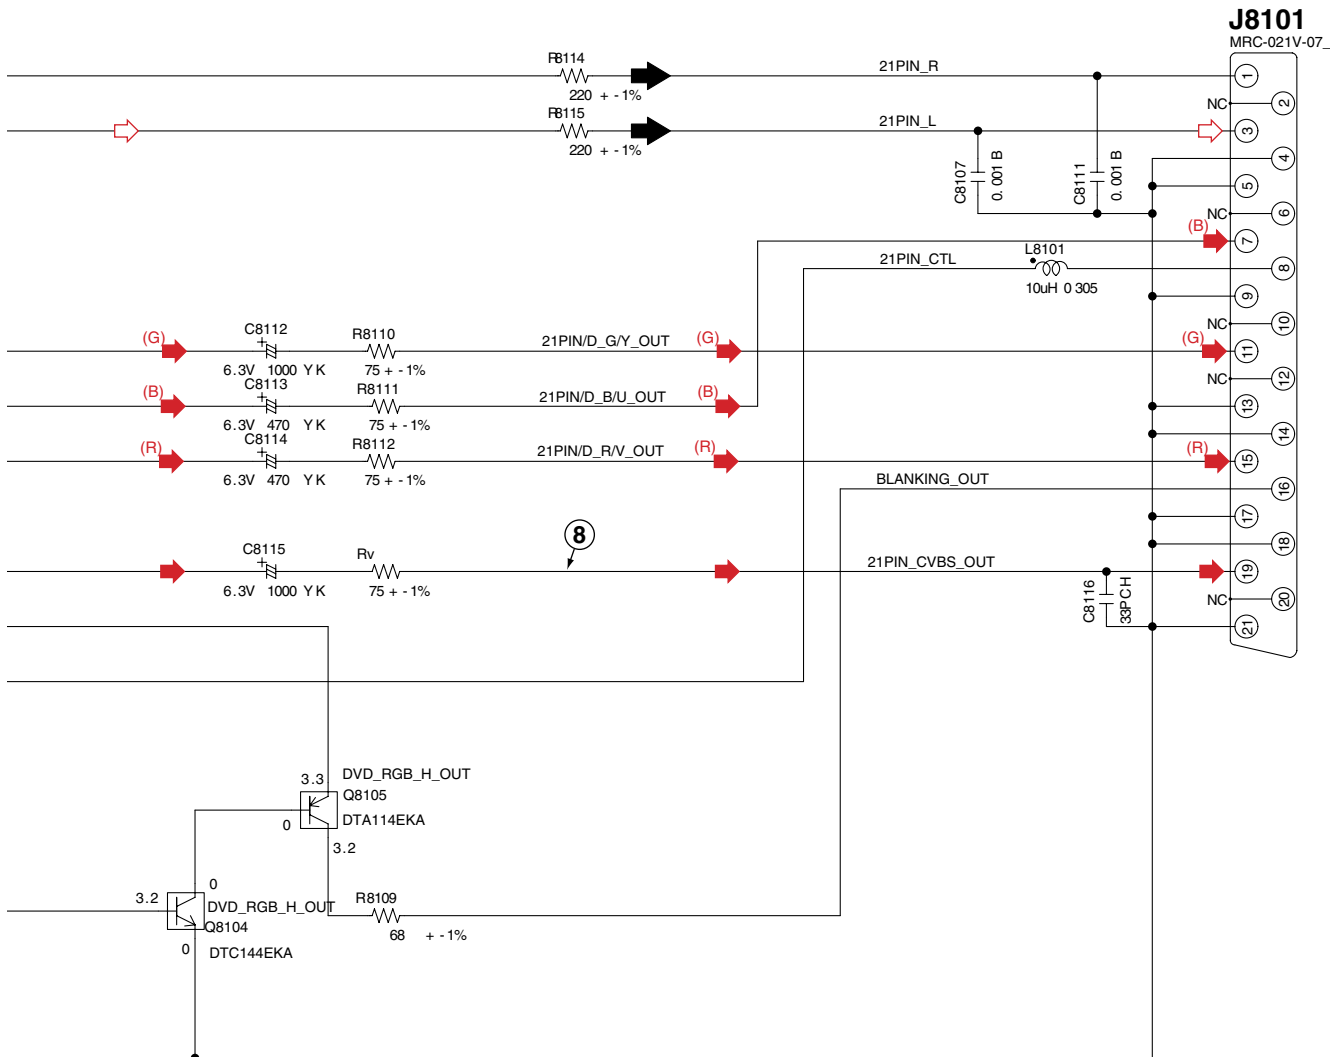 J8101
MRC-021V-07_
R8114
220 + -1%
21PIN_R
1
NC
2
R8115
220 + -1%
21PIN_L
3
4
C8107
0.001 B
C8111
0.001 B
5
NC
6
(B)
7
21PIN_CTL
L8101
10uH 0 305
8
9
NC
10
(G)
C8112
6.3V 1000 Y K
R8110
75 + -1%
21PIN/D_G/Y_OUT
(G)
(G)
11
NC
12
(B)
C8113
6.3V 470 Y K
R8111
75 + -1%
21PIN/D_B/U_OUT
(B)
13
14
(R)
C8114
6.3V 470 Y K
R8112
75 + -1%
21PIN/D_R/V_OUT
(R)
(R)
15
BLANKING_OUT
16
17
8
18
C8115
6.3V 1000 Y K
Rv
75 + -1%
21PIN_CVBS_OUT
19
C8116
33PCH
NC
20
21
3.3
DVD_RGB_H_OUT
Q8105
DTA114EKA
0
3.2
3.2
0
DVD_RGB_H_OUT
Q8104
0
DTC144EKA
R8109
68 + -1%